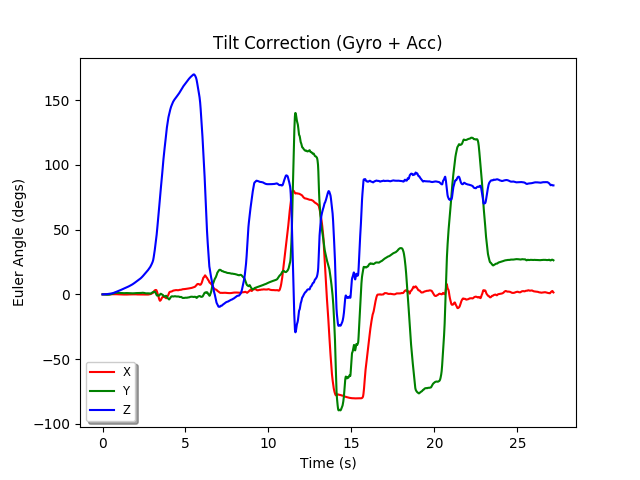 Tilt Correction (Gyro + Acc)
Euler Angle (degs)
150
100
50
0
−50
−100
X
Y
Z
0 5 10 15 20 25
Time (s)